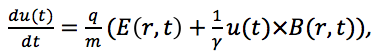 du(t)/dt = q/m (E(r,t) + 1/γ u(t)×B(r,t)),